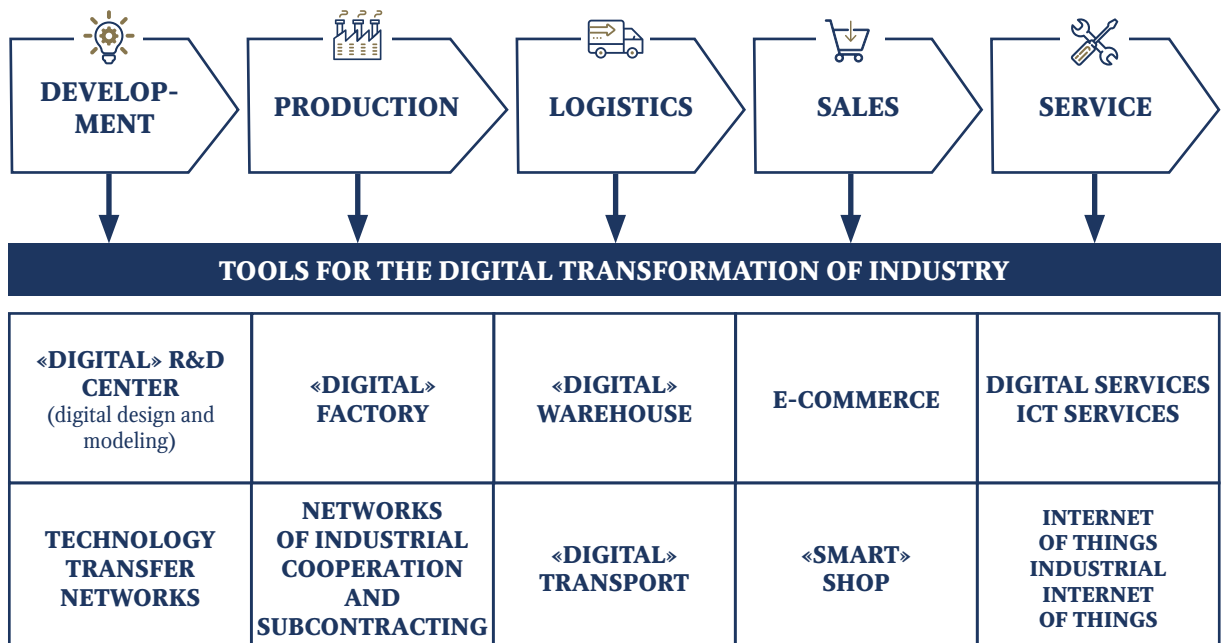 DEVELOP-
MENT
PRODUCTION
LOGISTICS
SALES
SERVICE
TOOLS FOR THE DIGITAL TRANSFORMATION OF INDUSTRY
«DIGITAL» R&D
CENTER
(digital design and
modeling)
«DIGITAL»
FACTORY
«DIGITAL»
WAREHOUSE
E-COMMERCE
DIGITAL SERVICES
ICT SERVICES
TECHNOLOGY
TRANSFER
NETWORKS
NETWORKS
OF INDUSTRIAL
COOPERATION
AND
SUBCONTRACTING
«DIGITAL»
TRANSPORT
«SMART»
SHOP
INTERNET
OF THINGS
INDUSTRIAL
INTERNET
OF THINGS